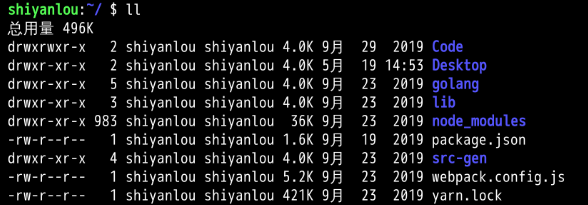 shiyanlou:~/ $ ll
总用量 496K
drwxrwxr-x 2 shiyanlou shiyanlou 4.0K 9月 29 2019 Code
drwxr-xr-x 2 shiyanlou shiyanlou 4.0K 5月 19 14:53 Desktop
drwxr-xr-x 5 shiyanlou shiyanlou 4.0K 9月 23 2019 golang
drwxr-xr-x 3 shiyanlou shiyanlou 4.0K 9月 23 2019 lib
drwxr-xr-x 983 shiyanlou shiyanlou 36K 9月 23 2019 node_modules
-rw-r--r-- 1 shiyanlou shiyanlou 1.6K 9月 19 2019 package.json
drwxr-xr-x 4 shiyanlou shiyanlou 4.0K 9月 23 2019 src-gen
-rw-r--r-- 1 shiyanlou shiyanlou 5.2K 9月 23 2019 webpack.config.js
-rw-r--r-- 1 shiyanlou shiyanlou 421K 9月 23 2019 yarn.lock